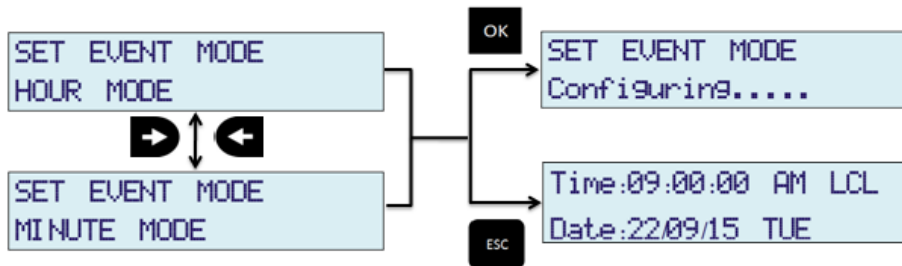 SET EVENT MODE
HOUR MODE
SET EVENT MODE
MINUTE MODE
OK
SET EVENT MODE
Configuring.....
Time:09:00:00 AM LCL
Date:22/09/15 TUE
ESC